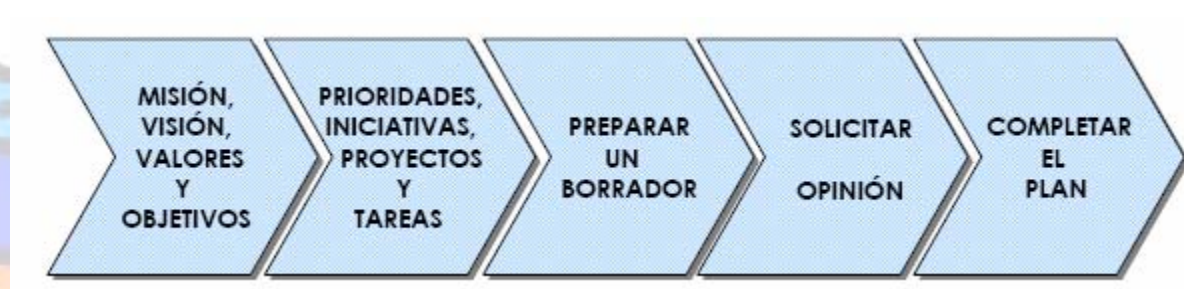 MISIÓN,
VISIÓN,
VALORES
Y
OBJETIVOS
PRIORIDADES,
INICIATIVAS,
PROYECTOS
Y
TAREAS
PREPARAR
UN
BORRADOR
SOLICITAR
OPINIÓN
COMPLETAR
EL
PLAN